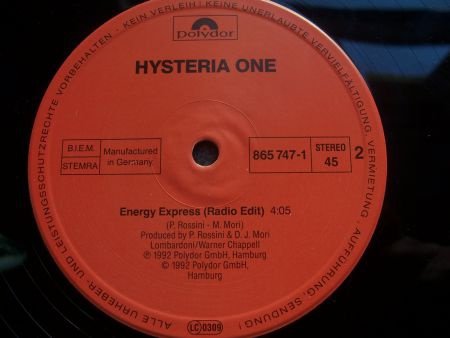 polydor
HYSTERIA ONE
B.I.E.M.
STEMRA
Manufactured
in Germany
865 747-1
STEREO
45
2
Energy Express (Radio Edit) 4:05
(P. Rossini - M. Mori)
Produced by P. Rossini & D. J. Mori
Lombardoni/Warner Chappell
℗ 1992 Polydor GmbH, Hamburg
© 1992 Polydor GmbH,
Hamburg
LC 0309
ALLE URHEBER- UND LEISTUNGSSCHUTZRECHTE VORBEHALTEN - KEIN VERLEIH! KEINE UNERLAUBTE VERVIELFÄLTIGUNG, VERMIETUNG, AUFFÜHRUNG, SENDUNG!